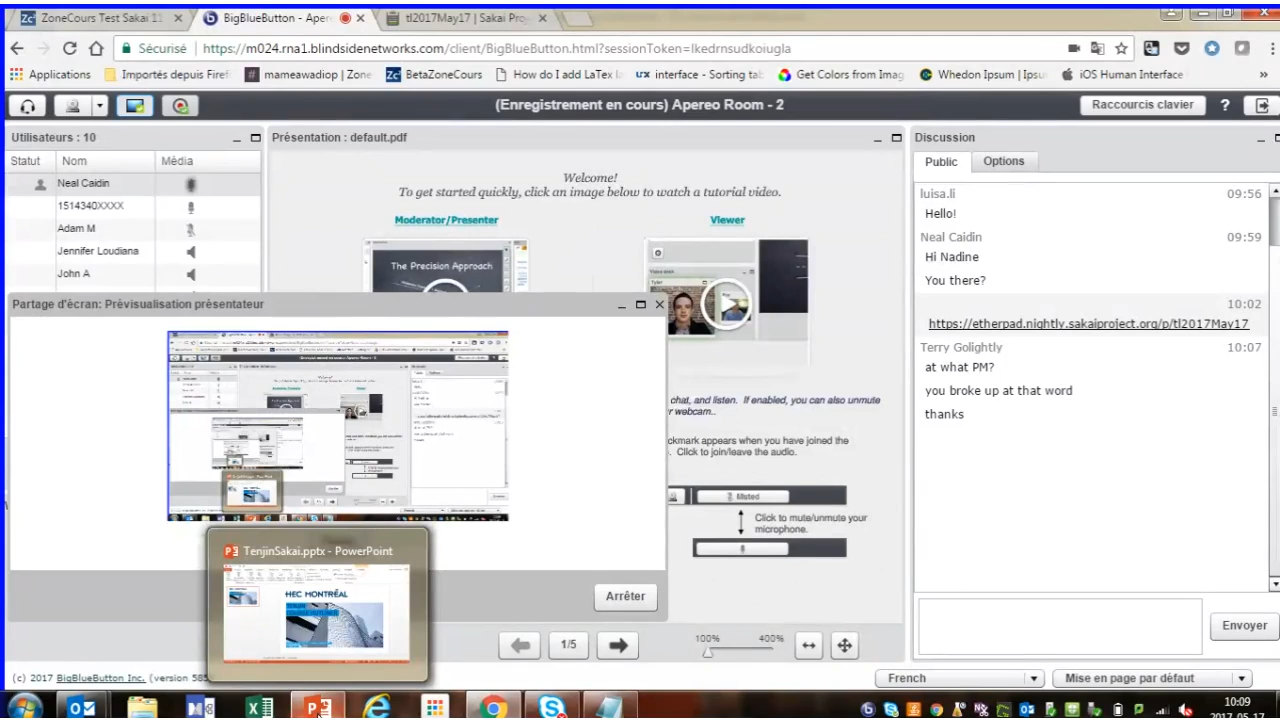 ZoneCours Test Sakai 11
BigBlueButton - Apere
tl2017May17 | Sakai Pro
Sécurisé
https://m024.rna1.blindsidenetworks.com/client/BigBlueButton.html?sessionToken=lkedrnsudkoiugla
Applications
Importés depuis Firef
mameawadiop | Zone
BetaZoneCours
How do I add LaTex
interface - Sorting tab
Get Colors from Imag
Whedon Ipsum | Ipsu
iOS Human Interface
(Enregistrement en cours) Apereo Room - 2
Raccourcis clavier
?
Utilisateurs : 10
Statut Nom Média
Neal Caidin
1514340XXXX
Adam M
Jennifer Loudiana
John A
Présentation : default.pdf
Welcome!
To get started quickly, click an image below to watch a tutorial video.
Moderator/Presenter
Viewer
The Precision Approach
Partage d'écran: Prévisualisation présentateur
chat, and listen. If enabled, you can also unmute
r webcam..
ckmark appears when you have joined the
. Click to join/leave the audio.
Muted
Click to mute/unmute your
microphone.
Arrêter
TenjinSakai.pptx - PowerPoint
HEC MONTRÉAL
1/5
100% 400%
Discussion
Public Options
luisa.li 09:56
Hello!
Neal Caidin 09:59
Hi Nadine
You there?
10:02
https://etherpad.nightly.sakaiproject.org/p/tl2017May17
Terry Golightly 10:07
at what PM?
you broke up at that word
thanks
Envoyer
(c) 2017 BigBlueButton Inc. (version 585
French
Mise en page par défaut
10:09
2017-05-17